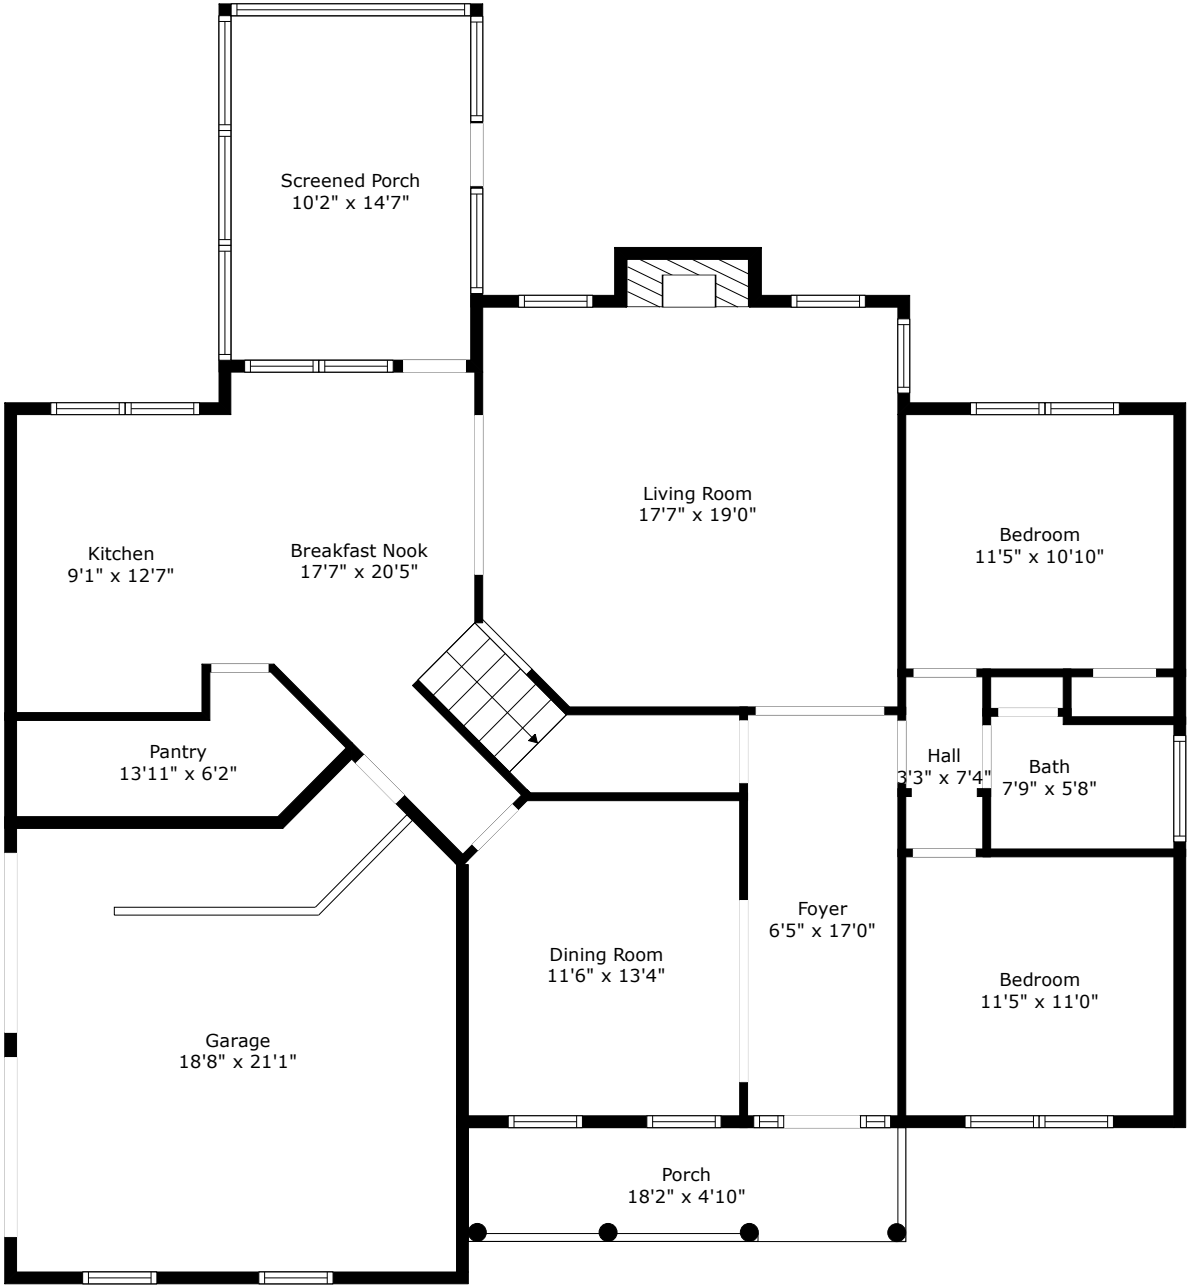 Screened Porch
10'2" x 14'7"
Living Room
17'7" x 19'0"
Kitchen
9'1" x 12'7"
Breakfast Nook
17'7" x 20'5"
Bedroom
11'5" x 10'10"
Pantry
13'11" x 6'2"
Hall
3'3" x 7'4"
Bath
7'9" x 5'8"
Foyer
6'5" x 17'0"
Dining Room
11'6" x 13'4"
Bedroom
11'5" x 11'0"
Garage
18'8" x 21'1"
Porch
18'2" x 4'10"